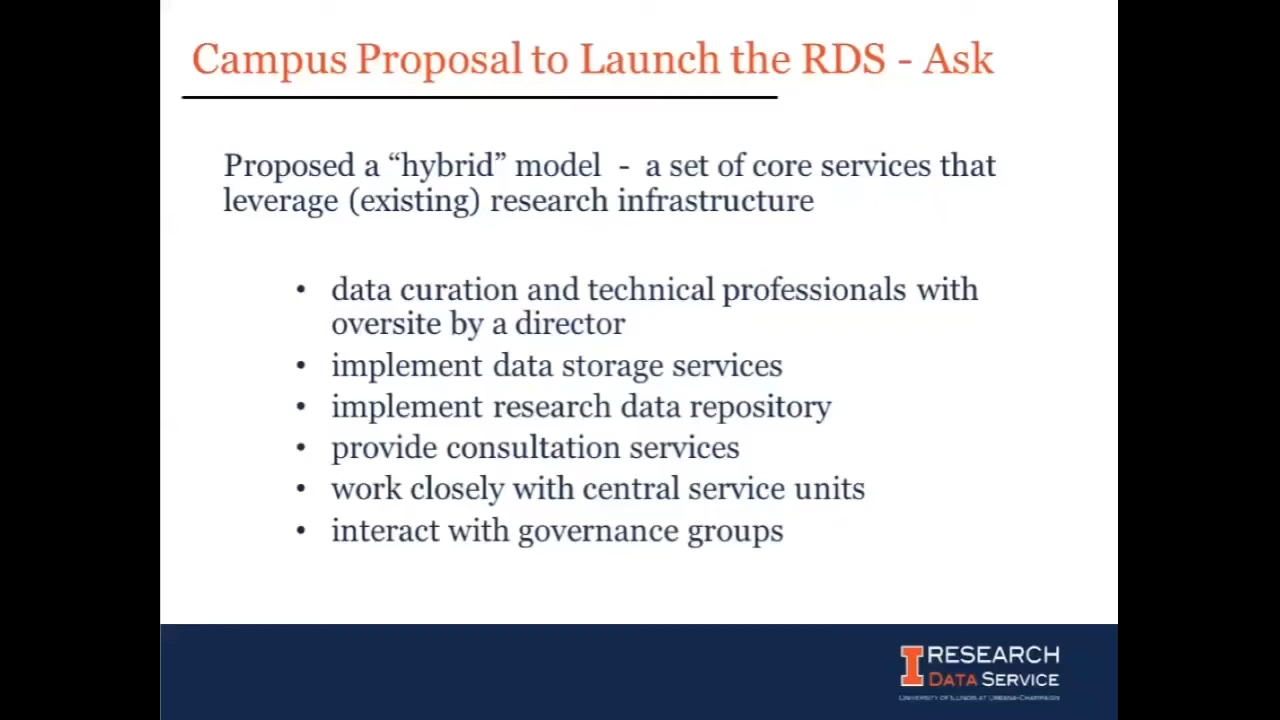 Campus Proposal to Launch the RDS - Ask
Proposed a “hybrid” model - a set of core services that
leverage (existing) research infrastructure
• data curation and technical professionals with
oversite by a director
• implement data storage services
• implement research data repository
• provide consultation services
• work closely with central service units
• interact with governance groups
I RESEARCH
DATA SERVICE
UNIVERSITY OF ILLINOIS AT URBANA-CHAMPAIGN